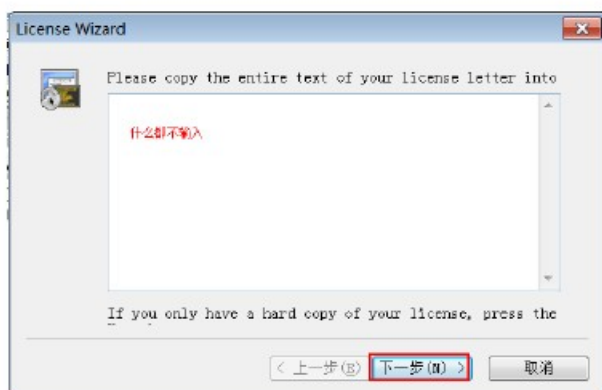 License Wizard
Please copy the entire text of your license letter into
什么都不输入
If you only have a hard copy of your license, press the
< 上一步(B)
下一步(N) >
取消